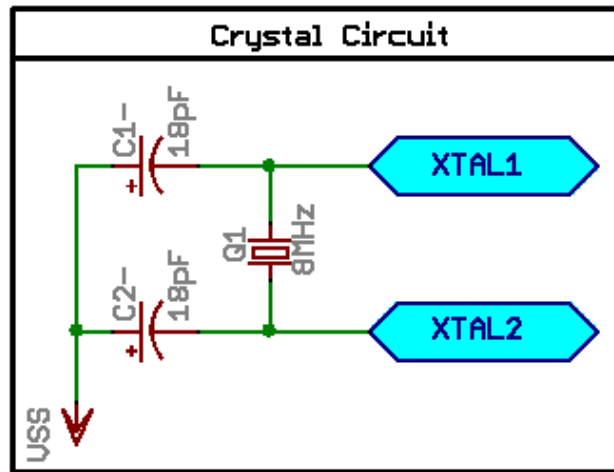 Crystal Circuit
C1-
18pF
XTAL1
Q1
8MHz
C2-
18pF
XTAL2
VSS